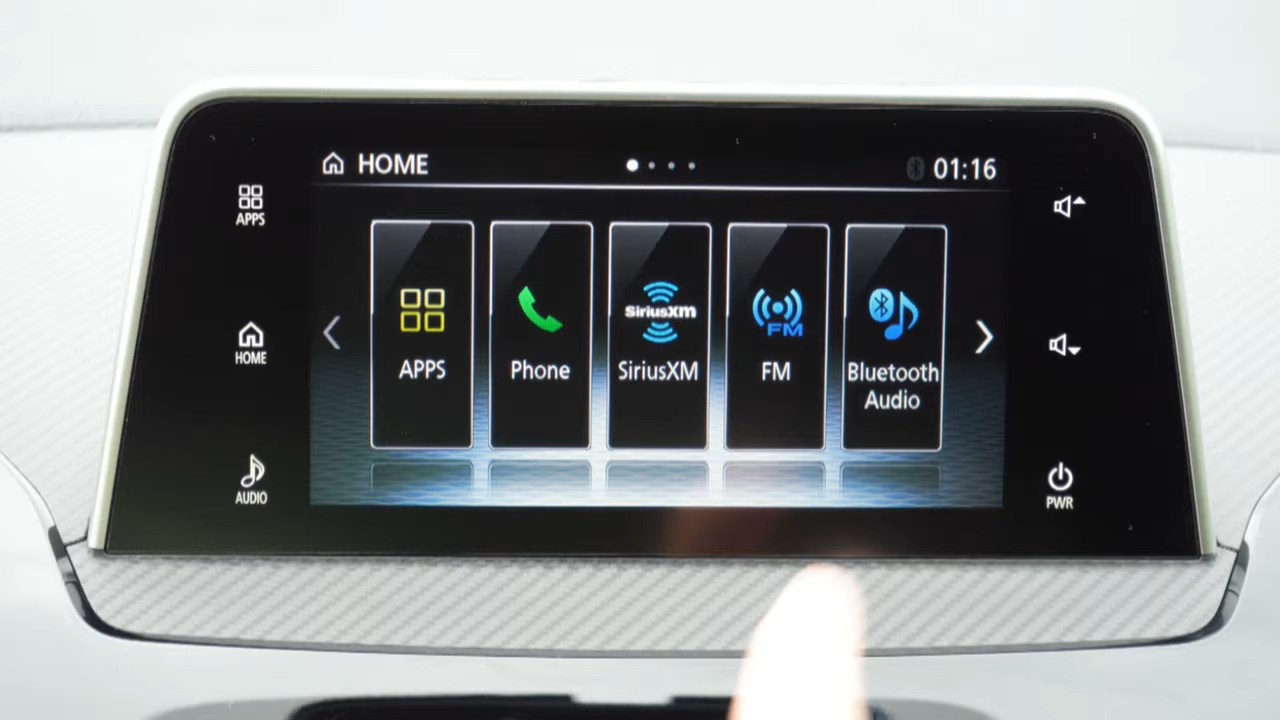 HOME
01:16
APPS
HOME
AUDIO
APPS
Phone
SiriusXM
SiriusXM
FM
FM
Bluetooth
Audio
PWR